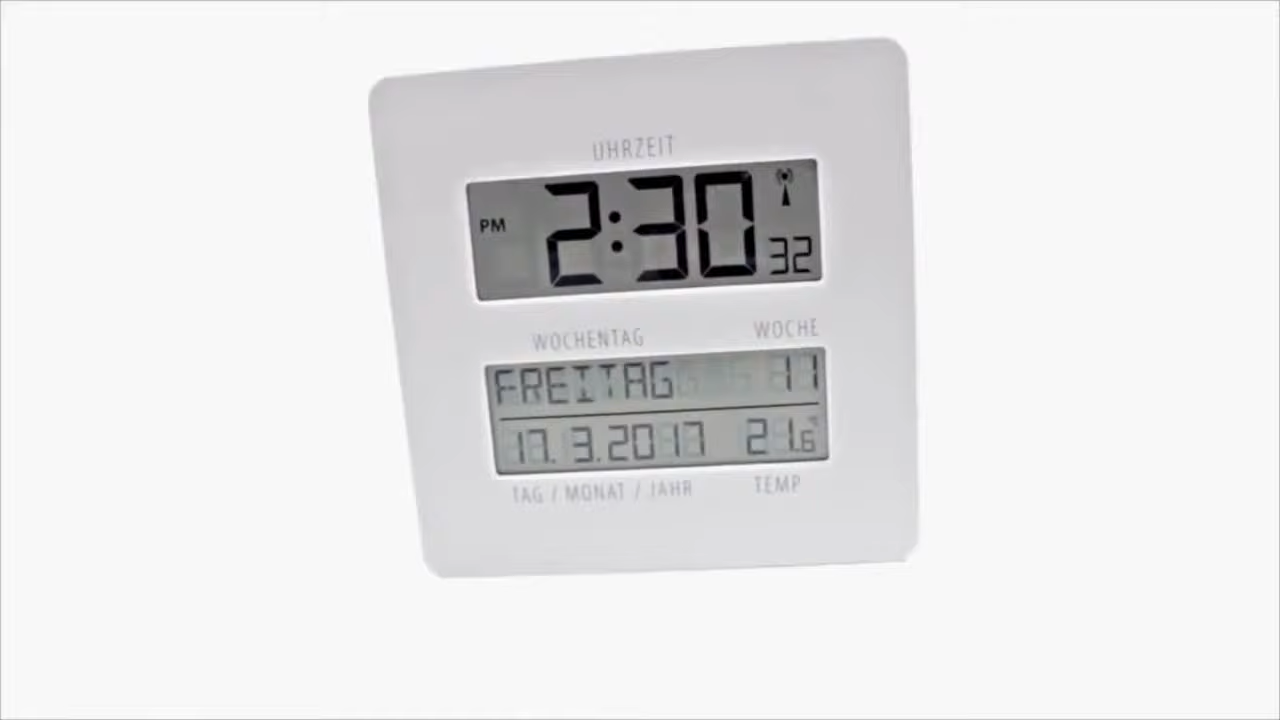 UHRZEIT
PM 2:30 32
WOCHENTAG WOCHE
FREITAG 11
17. 3.2017 21.6°
TAG / MONAT / JAHR TEMP